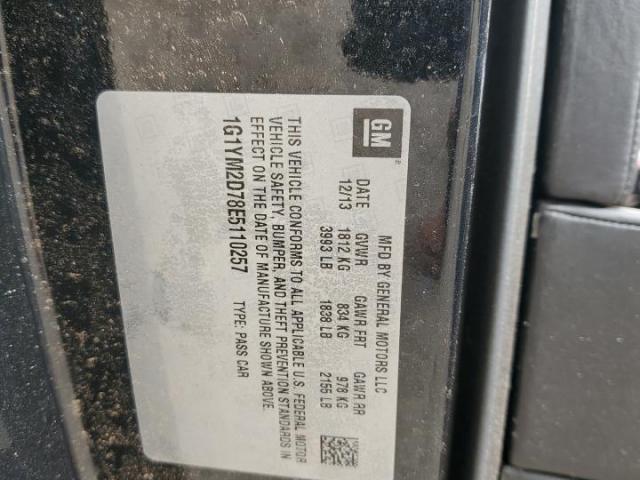 GM
MFD BY GENERAL MOTORS LLC
DATE GVWR GAWR FRT GAWR RR
12/13 1812 KG 834 KG 978 KG
3993 LB 1838 LB 2155 LB
THIS VEHICLE CONFORMS TO ALL APPLICABLE U.S. FEDERAL MOTOR
VEHICLE SAFETY, BUMPER, AND THEFT PREVENTION STANDARDS IN
EFFECT ON THE DATE OF MANUFACTURE SHOWN ABOVE.
1G1YM2D78E5110257 TYPE: PASS CAR